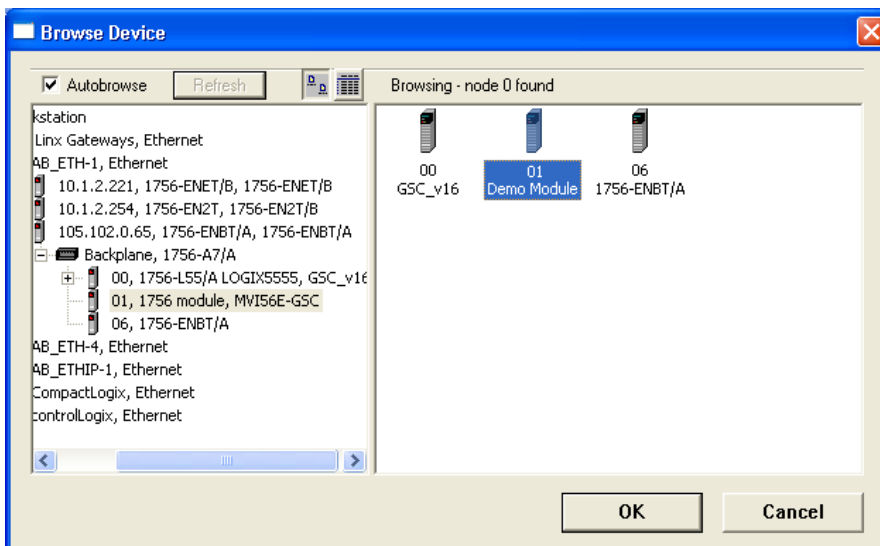 Browse Device
Autobrowse
Refresh
Browsing - node 0 found
kstation
Linx Gateways, Ethernet
AB_ETH-1, Ethernet
10.1.2.221, 1756-ENET/B, 1756-ENET/B
10.1.2.254, 1756-EN2T, 1756-EN2T/B
105.102.0.65, 1756-ENBT/A, 1756-ENBT/A
Backplane, 1756-A7/A
00, 1756-L55/A LOGIX5555, GSC_v16
01, 1756 module, MVI56E-GSC
06, 1756-ENBT/A
AB_ETH-4, Ethernet
AB_ETHIP-1, Ethernet
CompactLogix, Ethernet
controlLogix, Ethernet
00
GSC_v16
01
Demo Module
06
1756-ENBT/A
OK
Cancel